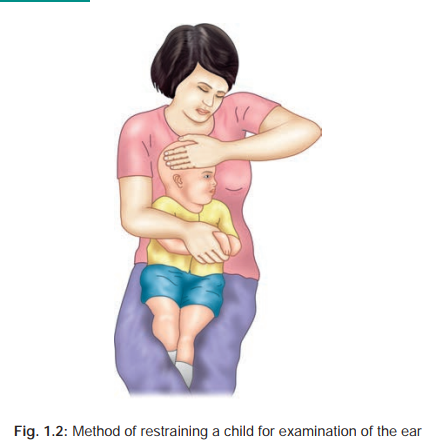 Fig. 1.2: Method of restraining a child for examination of the ear